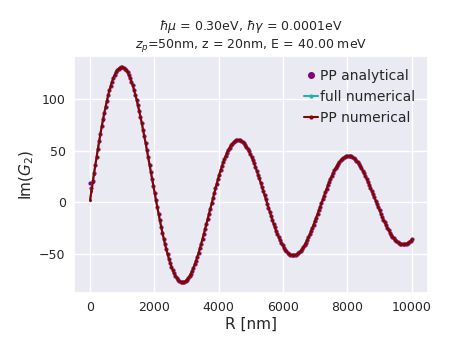 ħμ = 0.30eV, ħγ = 0.0001eV
z_p=50nm, z = 20nm, E = 40.00 meV
PP analytical
full numerical
PP numerical
Im(G₂)
100
50
0
−50
0 2000 4000 6000 8000 10000
R [nm]